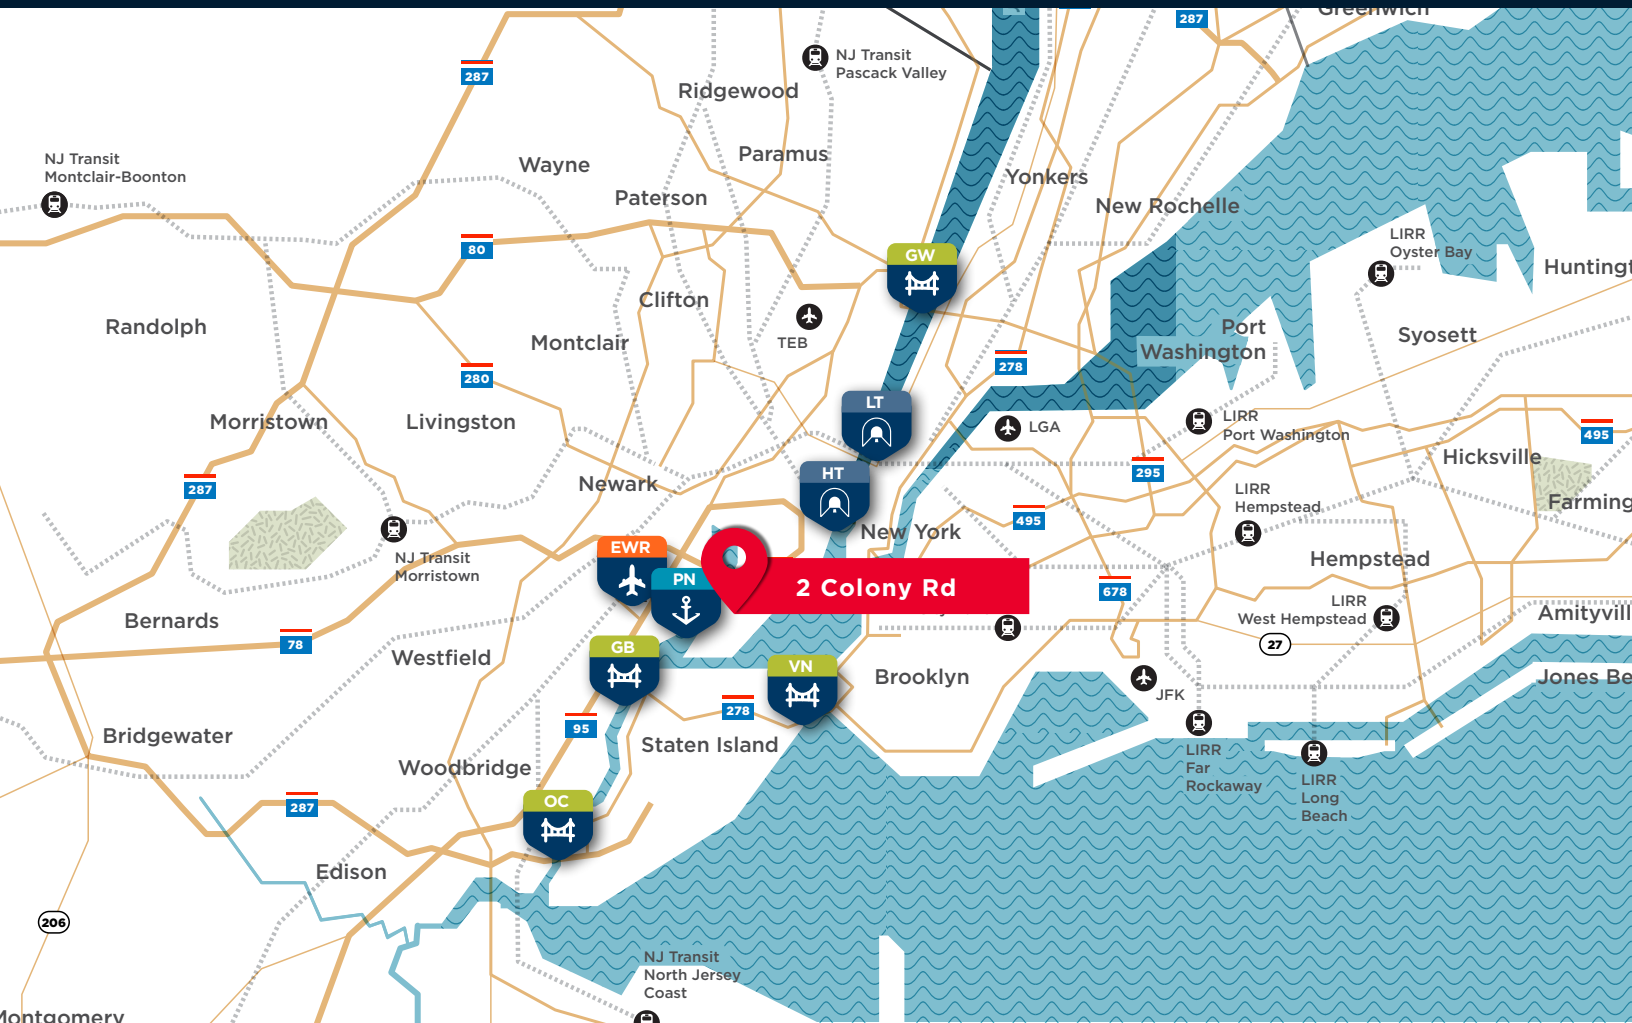 Greenwich
287
NJ Transit
Pascack Valley
287
Ridgewood
NJ Transit
Montclair-Boonton
Wayne
Paramus
Yonkers
Paterson
New Rochelle
LIRR
Oyster Bay
80
GW
Huntingt
Clifton
Randolph
Montclair
TEB
Port
Washington
Syosett
278
280
LT
Morristown
Livingston
LGA
LIRR
Port Washington
495
Hicksville
295
HT
287
Newark
LIRR
Hempstead
Farming
495
New York
EWR
NJ Transit
Morristown
PN
2 Colony Rd
Hempstead
678
LIRR
West Hempstead
Amityvill
Bernards
78
27
GB
Westfield
VN
Brooklyn
JFK
Jones Be
278
95
Bridgewater
Staten Island
LIRR
Far
Rockaway
Woodbridge
LIRR
Long
Beach
287
OC
Edison
206
NJ Transit
North Jersey
Coast
Montgomery